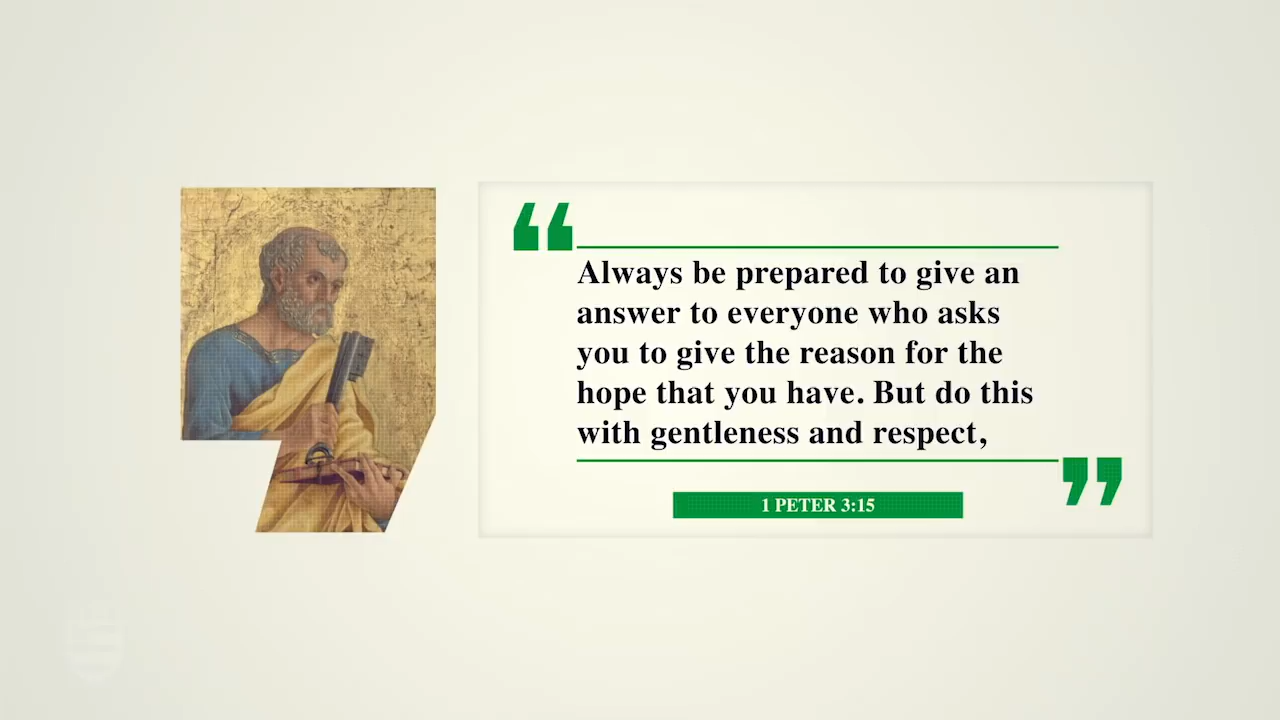 Always be prepared to give an
answer to everyone who asks
you to give the reason for the
hope that you have. But do this
with gentleness and respect,
1 PETER 3:15